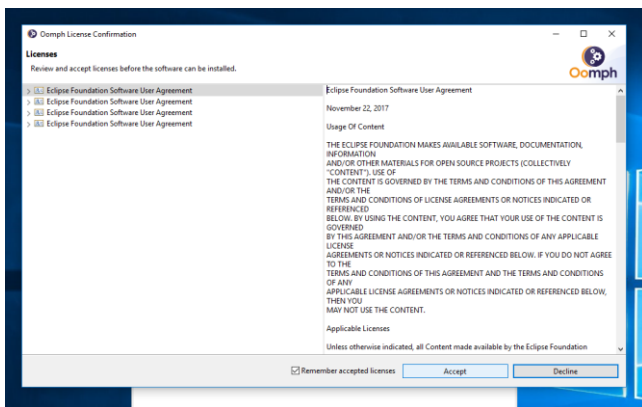 Oomph License Confirmation
Licenses
Review and accept licenses before the software can be installed.
Oomph
Eclipse Foundation Software User Agreement
Eclipse Foundation Software User Agreement
Eclipse Foundation Software User Agreement
Eclipse Foundation Software User Agreement
Eclipse Foundation Software User Agreement
November 22, 2017
Usage Of Content
THE ECLIPSE FOUNDATION MAKES AVAILABLE SOFTWARE, DOCUMENTATION,
INFORMATION
AND/OR OTHER MATERIALS FOR OPEN SOURCE PROJECTS (COLLECTIVELY
"CONTENT"). USE OF
THE CONTENT IS GOVERNED BY THE TERMS AND CONDITIONS OF THIS AGREEMENT
AND/OR THE
TERMS AND CONDITIONS OF LICENSE AGREEMENTS OR NOTICES INDICATED OR
REFERENCED
BELOW. BY USING THE CONTENT, YOU AGREE THAT YOUR USE OF THE CONTENT IS
GOVERNED
BY THIS AGREEMENT AND/OR THE TERMS AND CONDITIONS OF ANY APPLICABLE
LICENSE
AGREEMENTS OR NOTICES INDICATED OR REFERENCED BELOW. IF YOU DO NOT AGREE
TO THE
TERMS AND CONDITIONS OF THIS AGREEMENT AND THE TERMS AND CONDITIONS
OF ANY
APPLICABLE LICENSE AGREEMENTS OR NOTICES INDICATED OR REFERENCED BELOW,
THEN YOU
MAY NOT USE THE CONTENT.
Applicable Licenses
Unless otherwise indicated, all Content made available by the Eclipse Foundation
Remember accepted licenses
Accept
Decline